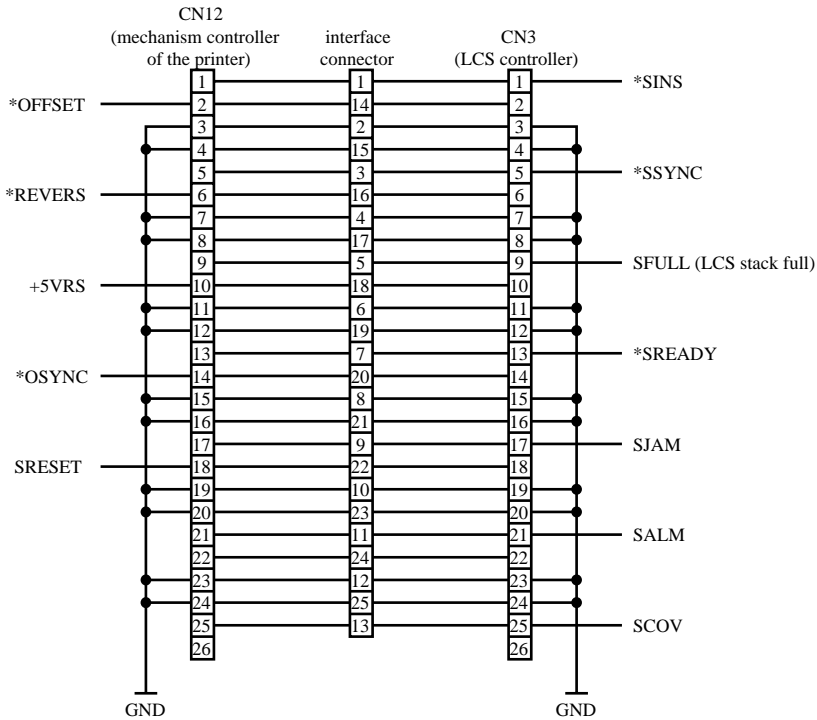 CN12
(mechanism controller of the printer)
interface connector
CN3
(LCS controller)
1 1 1 *SINS
*OFFSET 2 14 2
3 2 3
4 15 4
5 3 5 *SSYNC
*REVERS 6 16 6
7 4 7
8 17 8
9 5 9 SFULL (LCS stack full)
+5VRS 10 18 10
11 6 11
12 19 12
13 7 13 *SREADY
*OSYNC 14 20 14
15 8 15
16 21 16
17 9 17 SJAM
SRESET 18 22 18
19 10 19
20 23 20
21 11 21 SALM
22 24 22
23 12 23
24 25 24
25 13 25 SCOV
26 26
GND GND